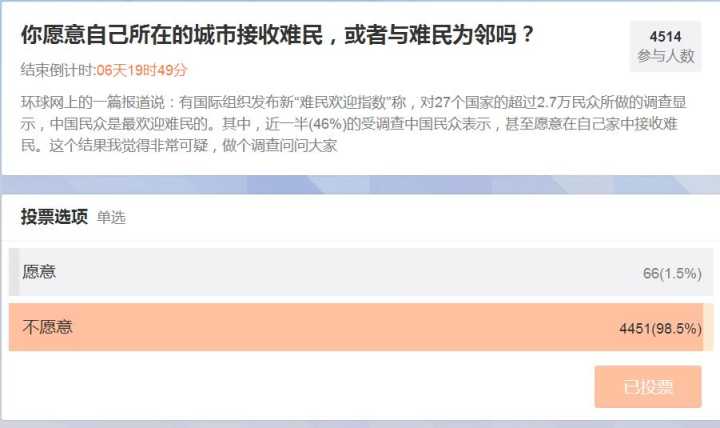 你愿意自己所在的城市接收难民，或者与难民为邻吗？
4514
参与人数
结束倒计时:06天19时49分
环球网上的一篇报道说：有国际组织发布新“难民欢迎指数”称，对27个国家的超过2.7万民众所做的调查显
示，中国民众是最欢迎难民的。其中，近一半(46%)的受调查中国民众表示，甚至愿意在自己家中接收难
民。这个结果我觉得非常可疑，做个调查问问大家
投票选项 单选
愿意 66(1.5%)
不愿意 4451(98.5%)
已投票